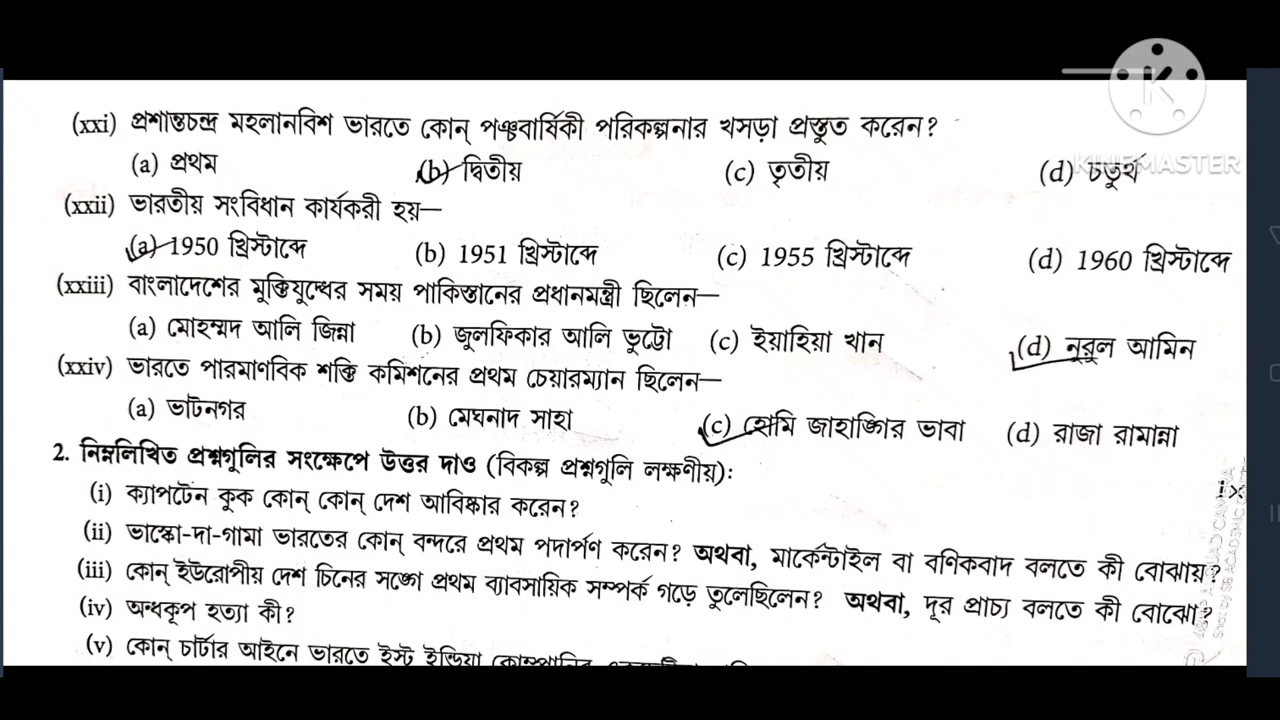 (xxi) প্রশান্তচন্দ্র মহলানবিশ ভারতে কোন্ পঞ্চবার্ষিকী পরিকল্পনার খসড়া প্রস্তুত করেন?
(a) প্রথম (b) দ্বিতীয় (c) তৃতীয় (d) চতুর্থ
KINEMASTER
(xxii) ভারতীয় সংবিধান কার্যকরী হয়—
(a) 1950 খ্রিস্টাব্দে (b) 1951 খ্রিস্টাব্দে (c) 1955 খ্রিস্টাব্দে (d) 1960 খ্রিস্টাব্দে
(xxiii) বাংলাদেশের মুক্তিযুদ্ধের সময় পাকিস্তানের প্রধানমন্ত্রী ছিলেন—
(a) মোহম্মদ আলি জিন্না (b) জুলফিকার আলি ভুট্টো (c) ইয়াহিয়া খান (d) নুরুল আমিন
(xxiv) ভারতে পারমাণবিক শক্তি কমিশনের প্রথম চেয়ারম্যান ছিলেন—
(a) ভাটনগর (b) মেঘনাদ সাহা (c) হোমি জাহাঙ্গির ভাবা (d) রাজা রামান্না
2. নিম্নলিখিত প্রশ্নগুলির সংক্ষেপে উত্তর দাও (বিকল্প প্রশ্নগুলি লক্ষণীয়):
(i) ক্যাপটেন কুক কোন্ কোন্ দেশ আবিষ্কার করেন?
(ii) ভাস্কো-দা-গামা ভারতের কোন্ বন্দরে প্রথম পদার্পণ করেন? অথবা, মার্কেন্টাইল বা বণিকবাদ বলতে কী বোঝায়?
(iii) কোন্ ইউরোপীয় দেশ চিনের সঙ্গে প্রথম ব্যাবসায়িক সম্পর্ক গড়ে তুলেছিলেন? অথবা, দূর প্রাচ্য বলতে কী বোঝো?
(iv) অন্ধকূপ হত্যা কী?
(v) কোন্ চার্টার আইনে ভারতে ইস্ট ইন্ডিয়া কোম্পানির